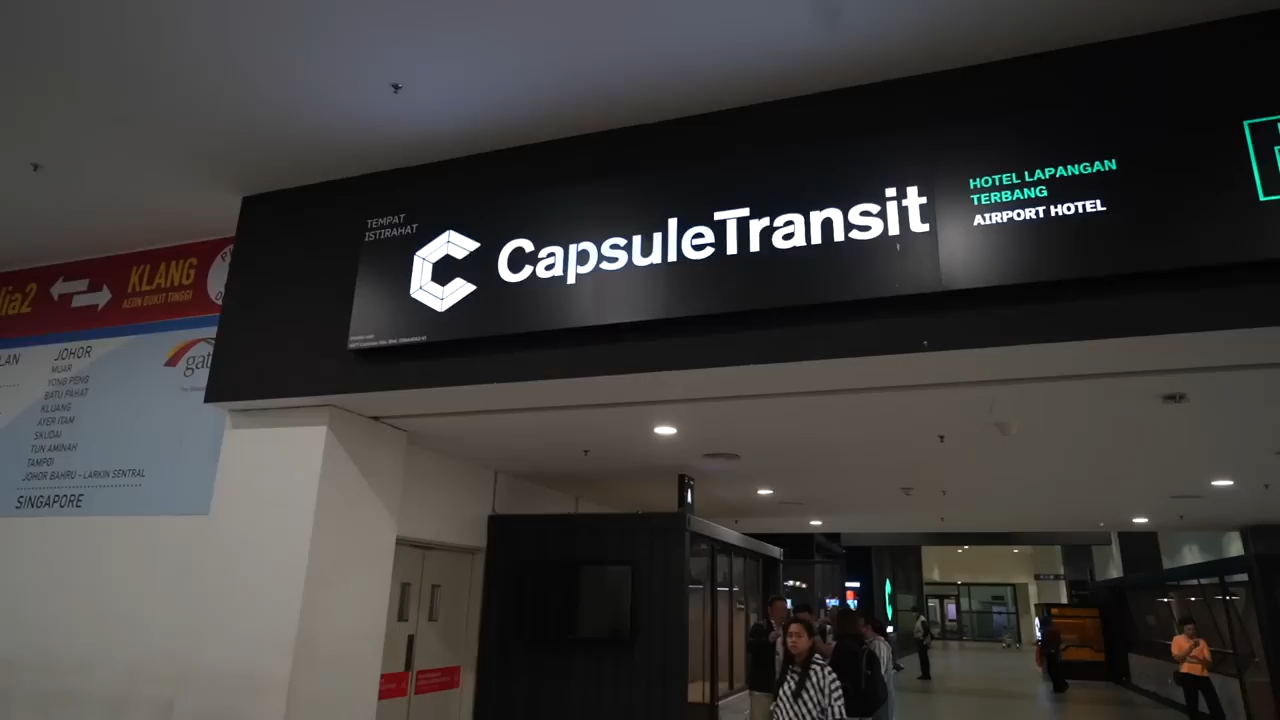 TEMPAT
ISTIRAHAT
CapsuleTransit
HOTEL LAPANGAN
TERBANG
AIRPORT HOTEL
KLANG
AEON BUKIT TINGGI
JOHOR
MUAR
YONG PENG
BATU PAHAT
KLUANG
AYER ITAM
SKUDAI
TUN AMINAH
TAMPOI
JOHOR BAHRU - LARKIN SENTRAL
SINGAPORE